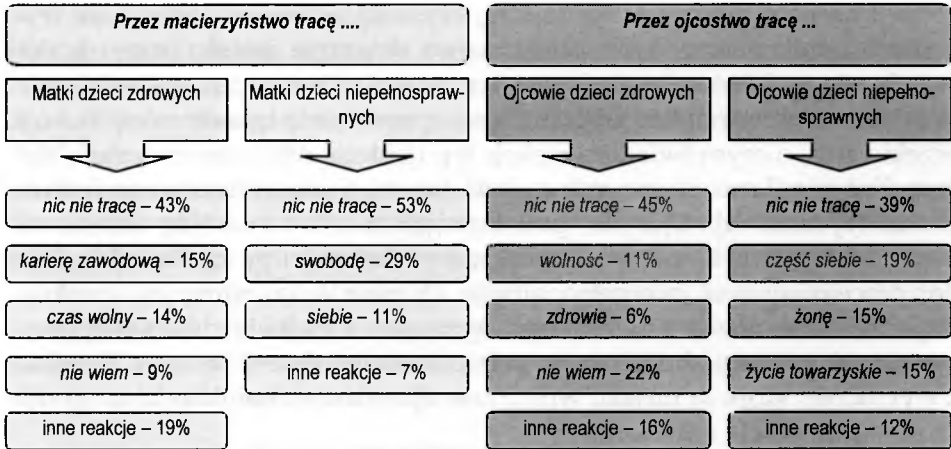 Przez macierzyństwo tracę ....
Przez ojcostwo tracę ...
Matki dzieci zdrowych
Matki dzieci niepełnospraw-
nych
Ojcowie dzieci zdrowych
Ojcowie dzieci niepełno-
sprawnych
nic nie tracę – 43%
nic nie tracę – 53%
nic nie tracę – 45%
nic nie tracę – 39%
karierę zawodową – 15%
swobodę – 29%
wolność – 11%
część siebie – 19%
czas wolny – 14%
siebie – 11%
zdrowie – 6%
żonę – 15%
nie wiem – 9%
inne reakcje – 7%
nie wiem – 22%
życie towarzyskie – 15%
inne reakcje – 19%
inne reakcje – 16%
inne reakcje – 12%